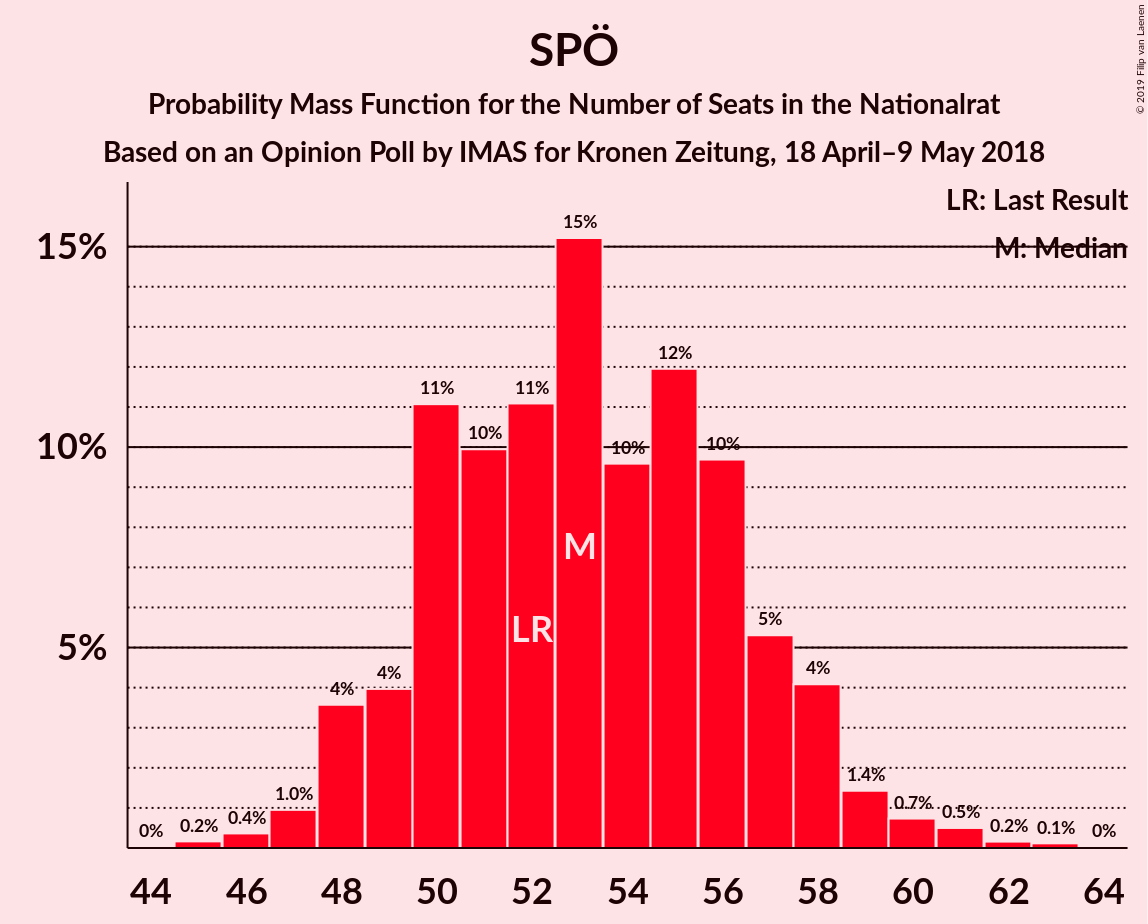 SPÖ
Probability Mass Function for the Number of Seats in the Nationalrat
Based on an Opinion Poll by IMAS for Kronen Zeitung, 18 April–9 May 2018
© 2019 Filip van Laenen
LR: Last Result
M: Median
15%
10%
5%
0%
0.2%
0.4%
1.0%
4%
4%
11%
10%
11%
15%
10%
12%
10%
5%
4%
1.4%
0.7%
0.5%
0.2%
0.1%
0%
LR
M
44 46 48 50 52 54 56 58 60 62 64